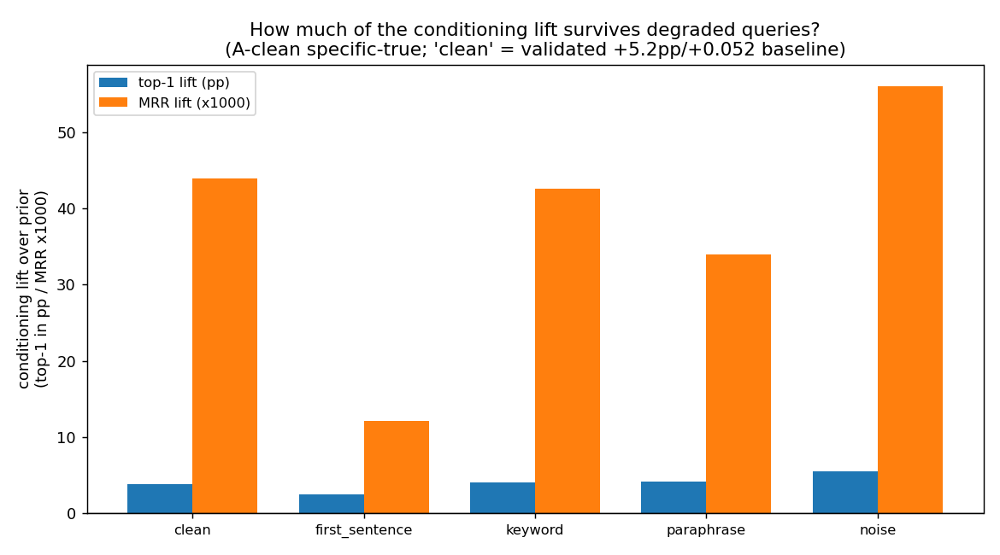 How much of the conditioning lift survives degraded queries?
(A-clean specific-true; 'clean' = validated +5.2pp/+0.052 baseline)
top-1 lift (pp)
MRR lift (x1000)
conditioning lift over prior
(top-1 in pp / MRR x1000)
50
40
30
20
10
0
clean
first_sentence
keyword
paraphrase
noise